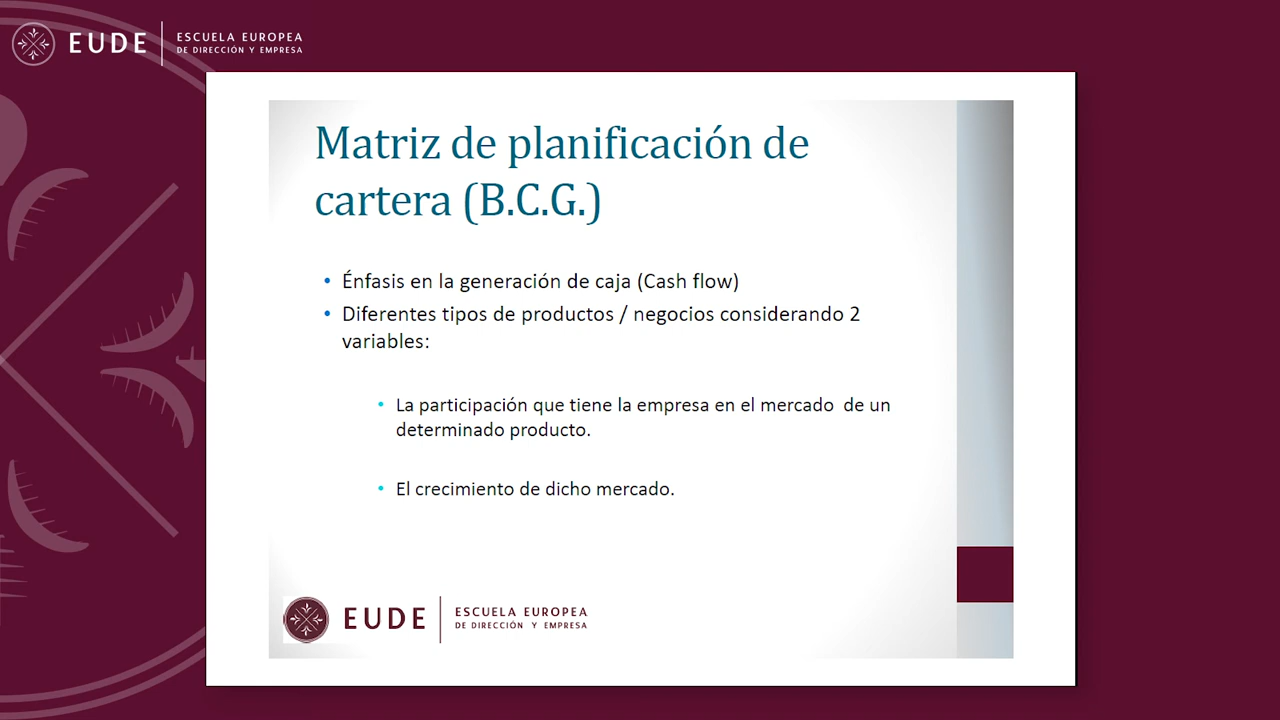 EUDE
ESCUELA EUROPEA
DE DIRECCIÓN Y EMPRESA
Matriz de planificación de
cartera (B.C.G.)
• Énfasis en la generación de caja (Cash flow)
• Diferentes tipos de productos / negocios considerando 2
variables:
• La participación que tiene la empresa en el mercado de un
determinado producto.
• El crecimiento de dicho mercado.
EUDE
ESCUELA EUROPEA
DE DIRECCIÓN Y EMPRESA